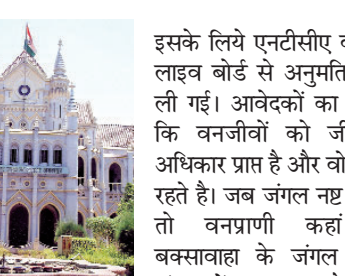 इसके लिये एनटीसीए
लाइव बोर्ड से अनुमति
ली गई। आवेदकों का
कि वनजीवों को जी
अधिकार प्राप्त है और वो
रहते है। जब जंगल नष्ट
तो वनप्राणी कहां
बक्सावाहा के जंगल